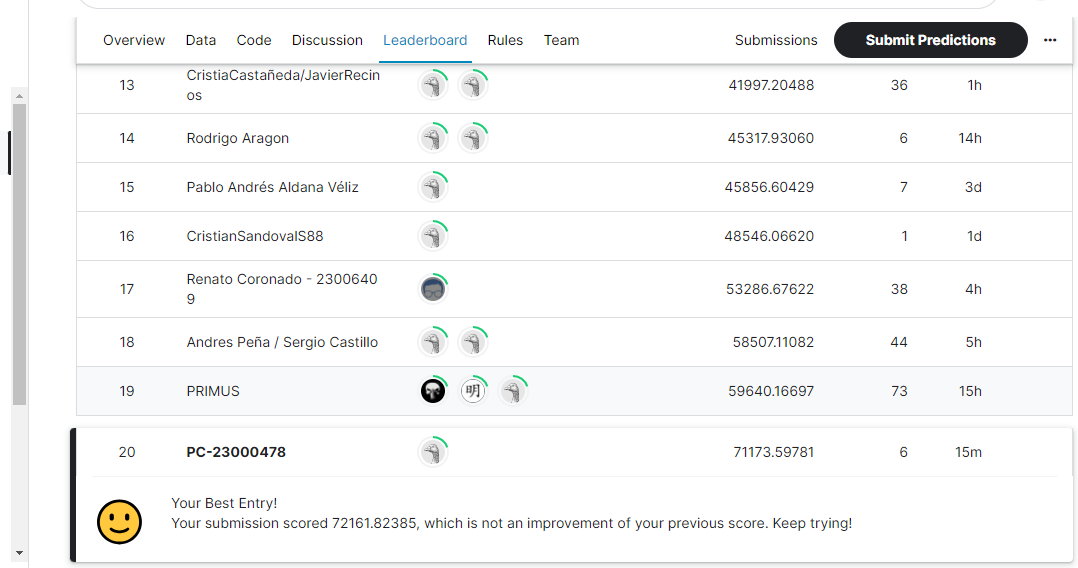 Overview Data Code Discussion Leaderboard Rules Team Submissions Submit Predictions
13 CristiaCastañeda/JavierRecin 41997.20488 36 1h
os
14 Rodrigo Aragon 45317.93060 6 14h
15 Pablo Andrés Aldana Véliz 45856.60429 7 3d
16 CristianSandovalS88 48546.06620 1 1d
17 Renato Coronado - 2300640 53286.67622 38 4h
9
18 Andres Peña / Sergio Castillo 58507.11082 44 5h
19 PRIMUS 明 59640.16697 73 15h
20 PC-23000478 71173.59781 6 15m
Your Best Entry!
Your submission scored 72161.82385, which is not an improvement of your previous score. Keep trying!